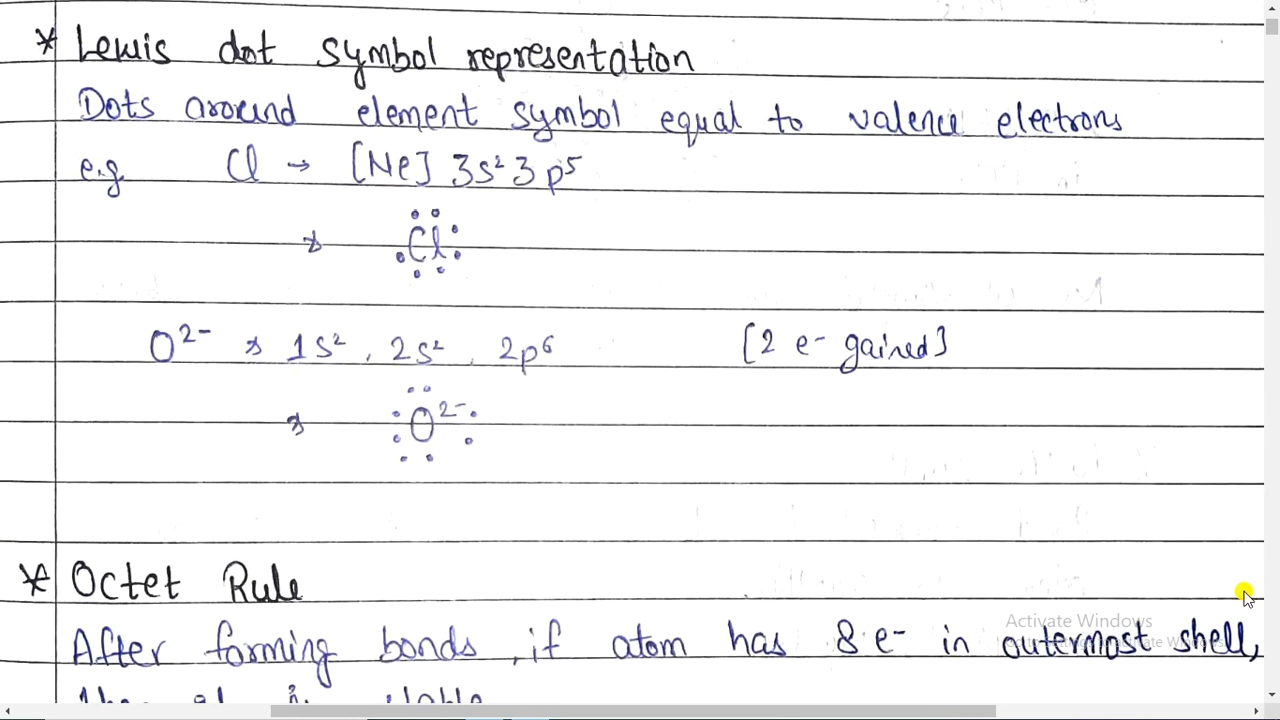 * Lewis dot symbol representation
Dots around element symbol equal to valence electrons
e.g Cl → [Ne] 3s² 3p⁵
→ Cl
O²⁻ → 1s², 2s², 2p⁶ [2 e⁻ gained]
→ O²⁻
* Octet Rule
Activate Windows
After forming bonds, if atom has 8 e⁻ in outermost shell,